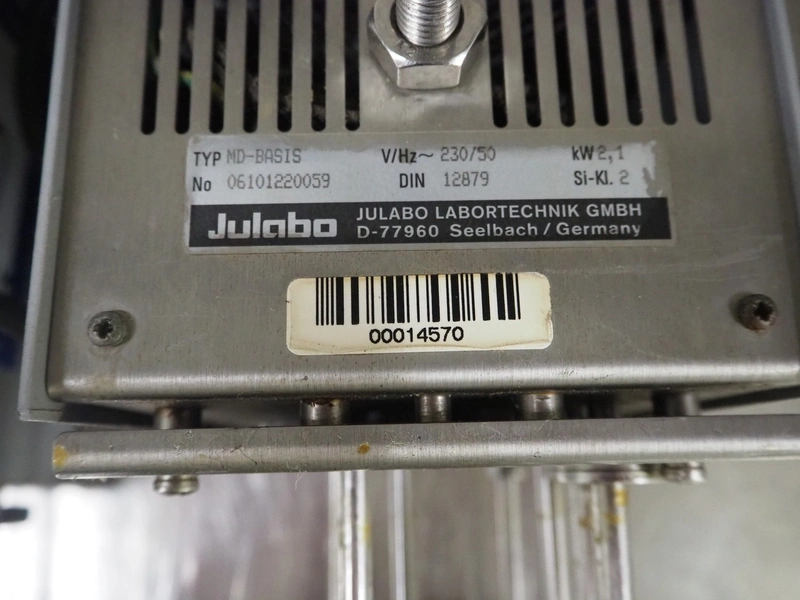 TYP MD-BASIS V/Hz~ 230/50 kW 2,1
No 06101220059 DIN 12879 Si-Kl. 2
Julabo JULABO LABORTECHNIK GMBH
D-77960 Seelbach / Germany
00014570